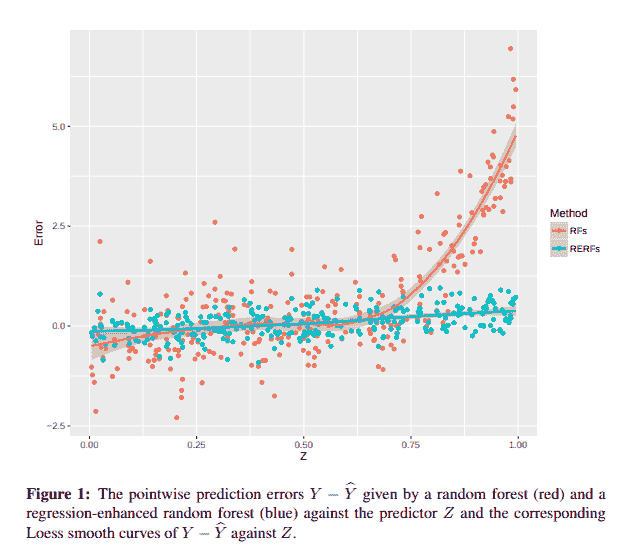 5.0
2.5
0.0
−2.5
Error
0.00
0.25
0.50
0.75
1.00
Z
Method
RFs
RERFs
Figure 1: The pointwise prediction errors Y − Ŷ given by a random forest (red) and a
regression-enhanced random forest (blue) against the predictor Z and the corresponding
Loess smooth curves of Y − Ŷ against Z.